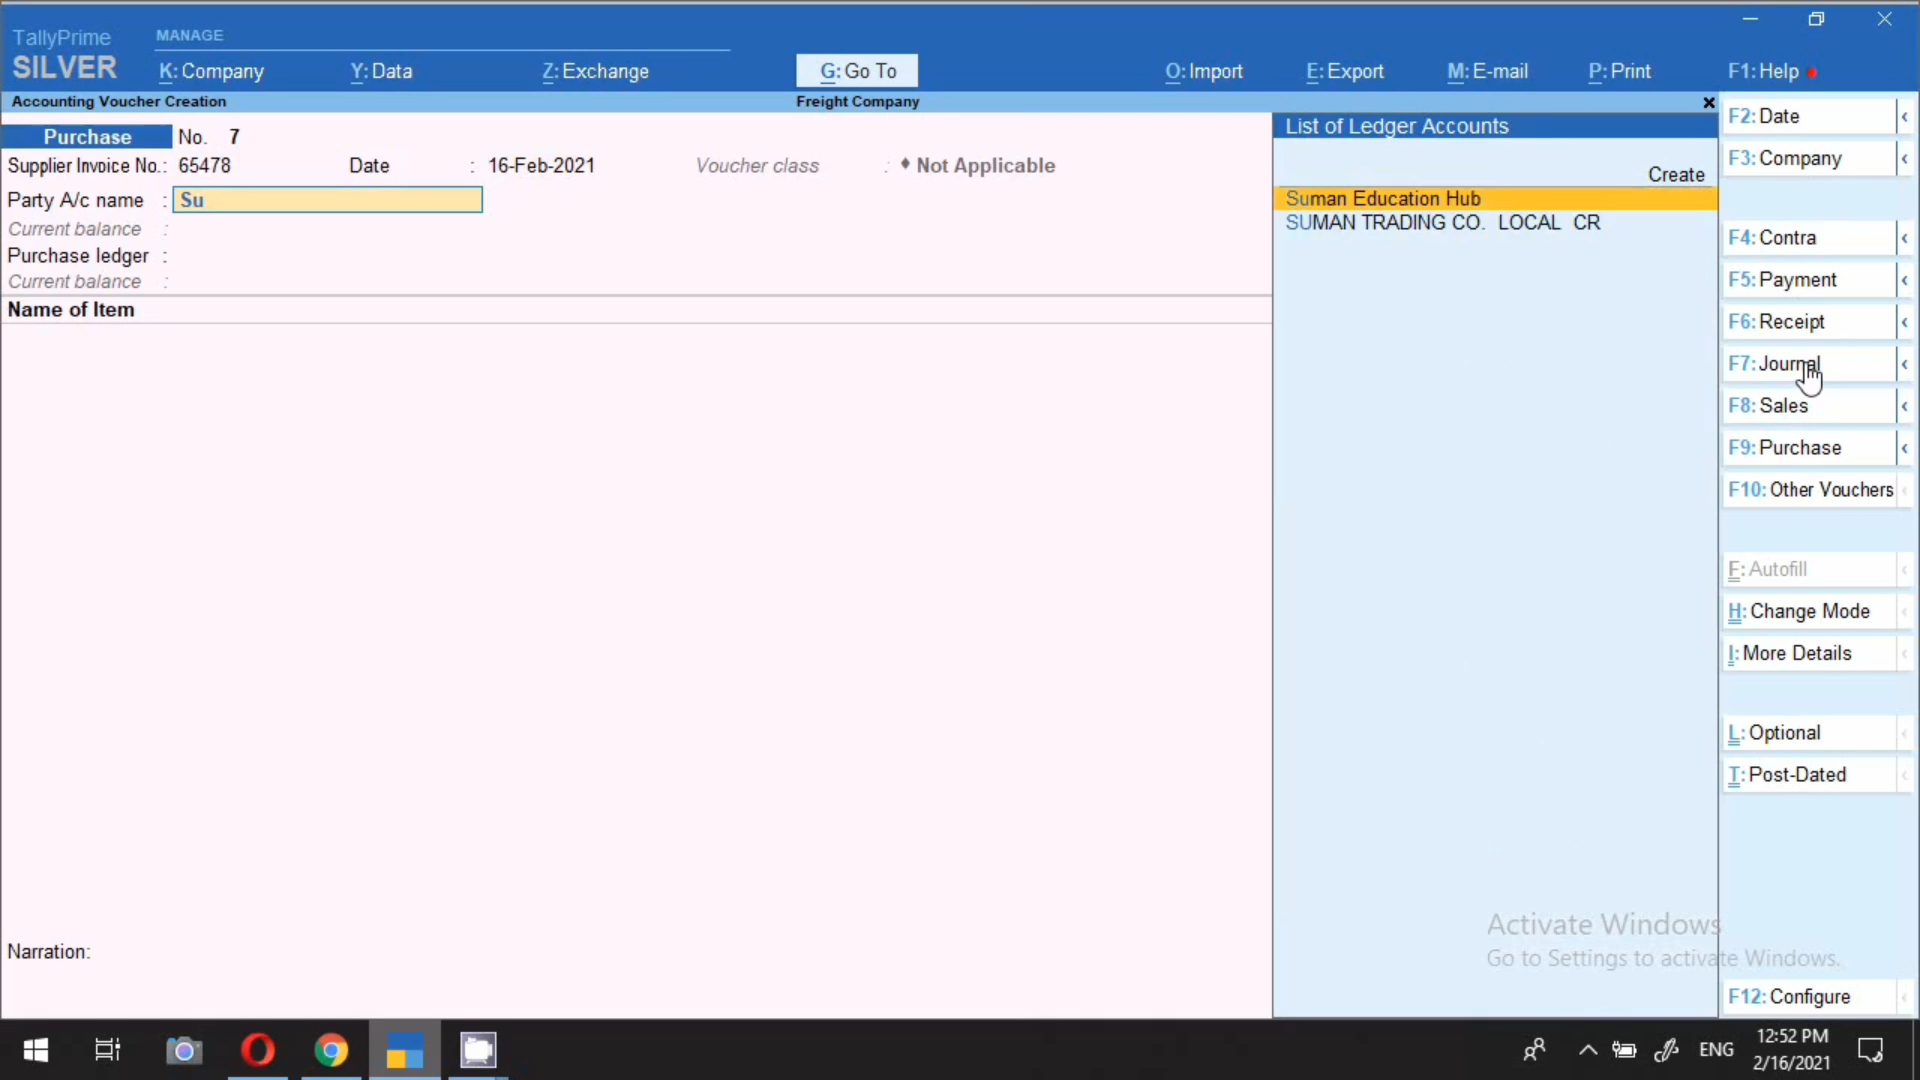 TallyPrime
SILVER
MANAGE
K: Company
Y: Data
Z: Exchange
G: Go To
O: Import
E: Export
M: E-mail
P: Print
F1: Help
Accounting Voucher Creation
Freight Company
Purchase No. 7
Supplier Invoice No.: 65478 Date : 16-Feb-2021 Voucher class : ♦ Not Applicable
Party A/c name : Su
Current balance :
Purchase ledger :
Current balance :
Name of Item
Narration:
List of Ledger Accounts
Create
Suman Education Hub
SUMAN TRADING CO. LOCAL CR
F2: Date
F3: Company
F4: Contra
F5: Payment
F6: Receipt
F7: Journal
F8: Sales
F9: Purchase
F10: Other Vouchers
F: Autofill
H: Change Mode
I: More Details
L: Optional
T: Post-Dated
F12: Configure
Activate Windows
Go to Settings to activate Windows.
ENG
12:52 PM
2/16/2021